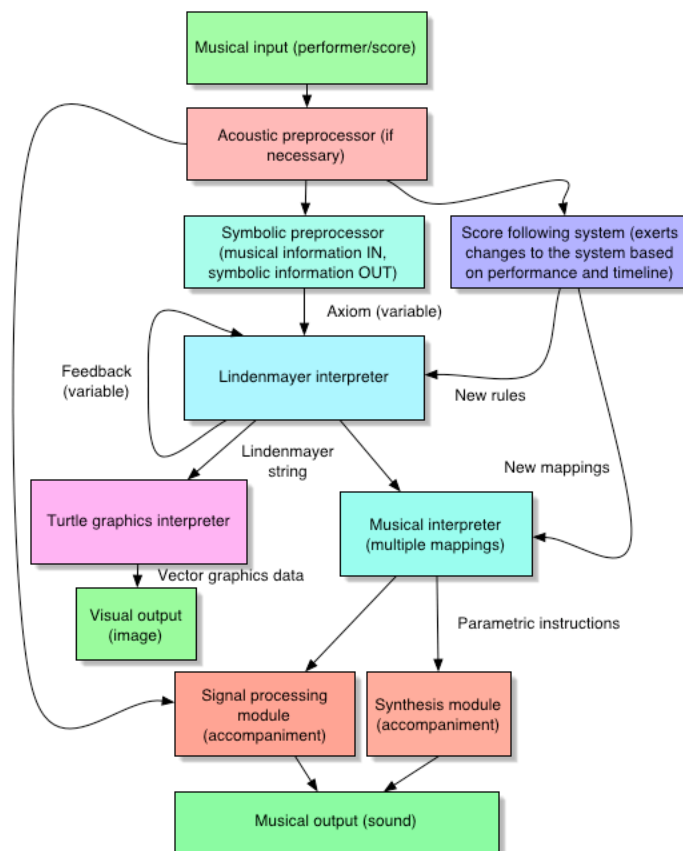 Musical input (performer/score)
Acoustic preprocessor (if
necessary)
Symbolic preprocessor
(musical information IN,
symbolic information OUT)
Score following system (exerts
changes to the system based
on performance and timeline)
Axiom (variable)
Feedback
(variable)
Lindenmayer interpreter
New rules
Lindenmayer
string
New mappings
Turtle graphics interpreter
Musical interpreter
(multiple mappings)
Vector graphics data
Visual output
(image)
Parametric instructions
Signal processing
module
(accompaniment)
Synthesis module
(accompaniment)
Musical output (sound)